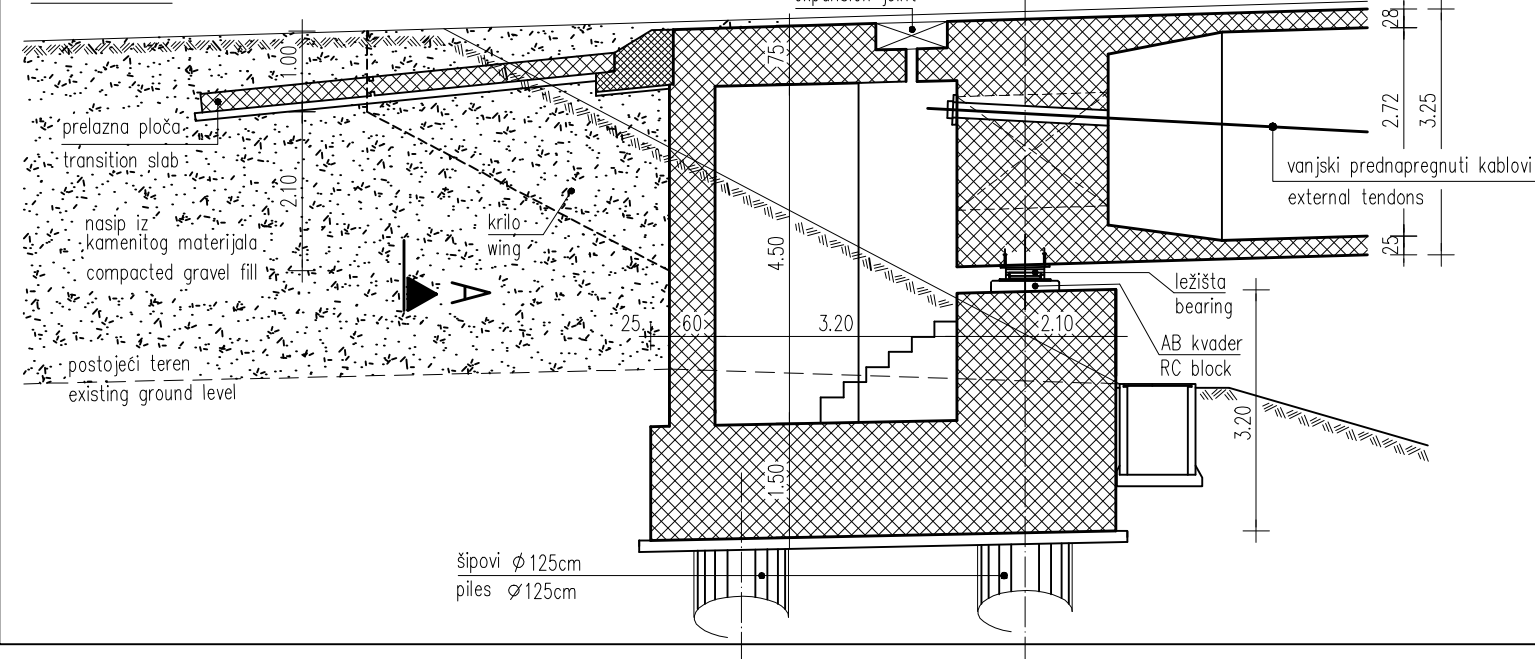 expansion joint
prelazna ploča
transition slab
nasip iz
kamenitog materijala
compacted gravel fill
postojeći teren
existing ground level
krilo
wing
A
1.00
2.10
75
4.50
1.50
25
60
3.20
2.10
28
2.72
3.25
25
vanjski prednapregnuti kablovi
external tendons
ležišta
bearing
AB kvader
RC block
3.20
šipovi Ø125cm
piles Ø125cm